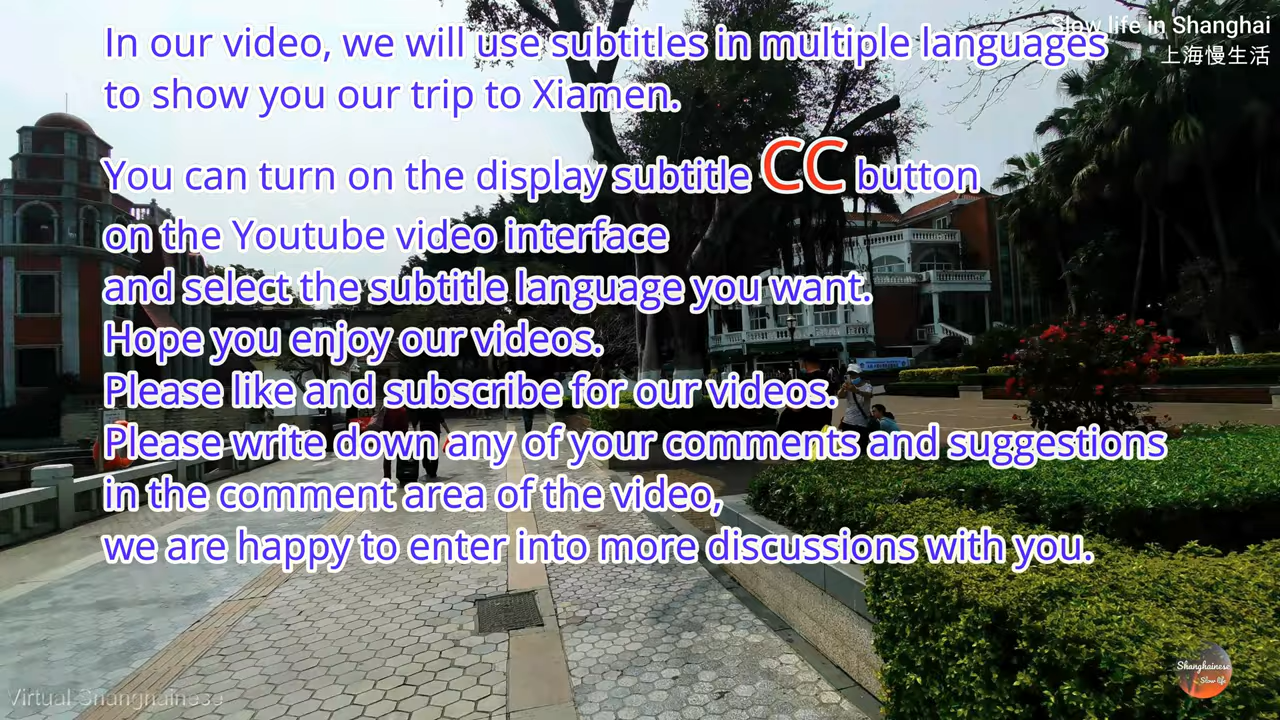 Slow life in Shanghai
上海慢生活
In our video, we will use subtitles in multiple languages
to show you our trip to Xiamen.
You can turn on the display subtitle CC button
on the Youtube video interface
and select the subtitle language you want.
Hope you enjoy our videos.
Please like and subscribe for our videos.
Please write down any of your comments and suggestions
in the comment area of the video,
we are happy to enter into more discussions with you.
Shanghainese
Slow life
Virtual Shanghainese